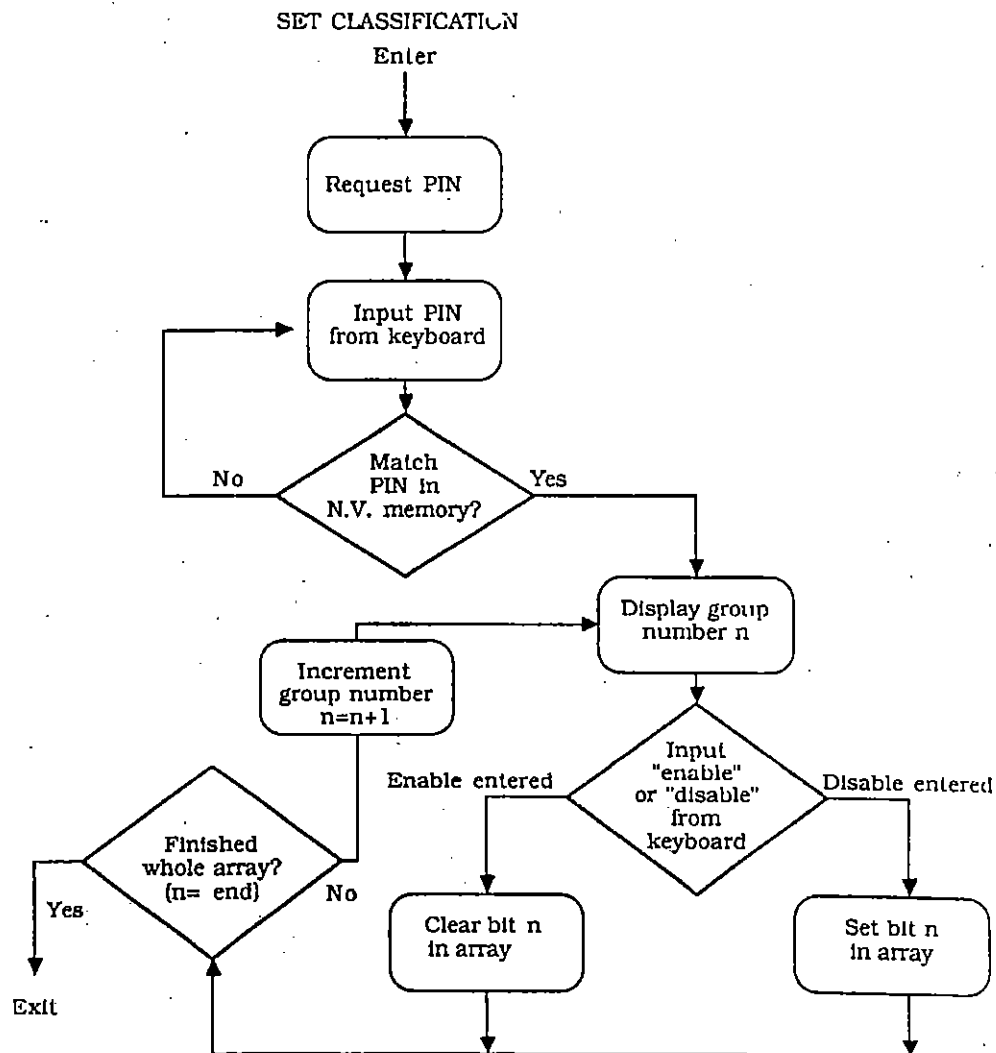 SET CLASSIFICATION
Enter
Request PIN
Input PIN
from keyboard
Match
PIN in
N.V. memory?
No
Yes
Display group
number n
Increment
group number
n=n+1
Input
"enable"
or "disable"
from
keyboard
Enable entered
Disable entered
Finished
whole array?
(n= end)
No
Yes
Clear bit n
in array
Set bit n
in array
Exit